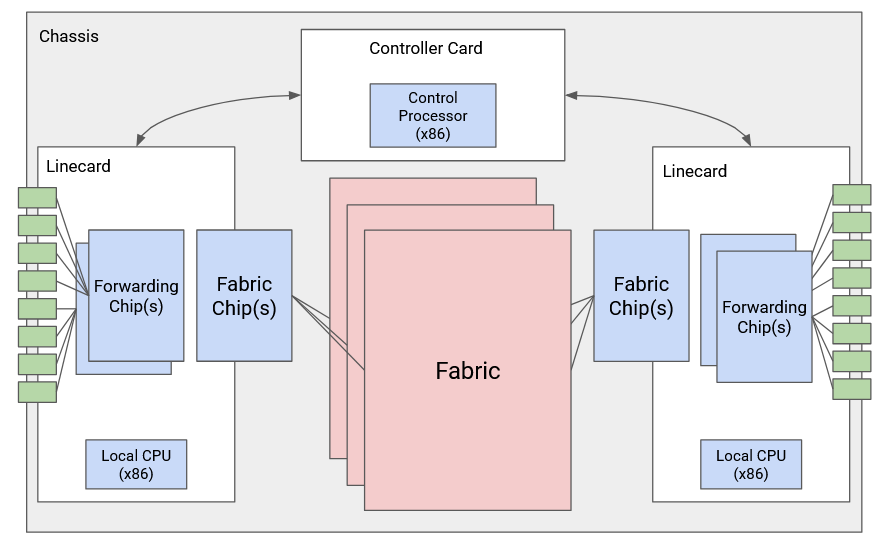 Chassis
Controller Card
Control
Processor
(x86)
Linecard
Linecard
Forwarding
Chip(s)
Fabric
Chip(s)
Fabric
Fabric
Chip(s)
Forwarding
Chip(s)
Local CPU
(x86)
Local CPU
(x86)